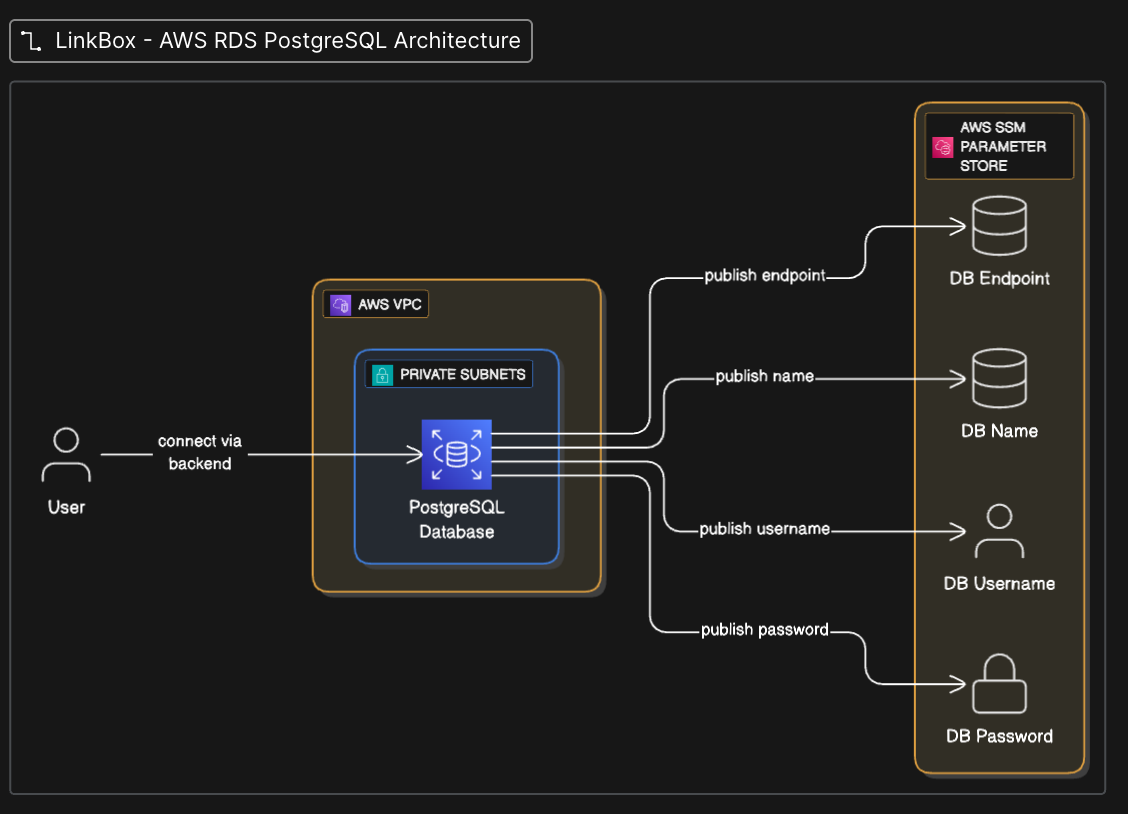 LinkBox - AWS RDS PostgreSQL Architecture
AWS SSM
PARAMETER
STORE
DB Endpoint
publish endpoint
AWS VPC
PRIVATE SUBNETS
publish name
DB Name
connect via
backend
User
PostgreSQL
Database
publish username
DB Username
publish password
DB Password